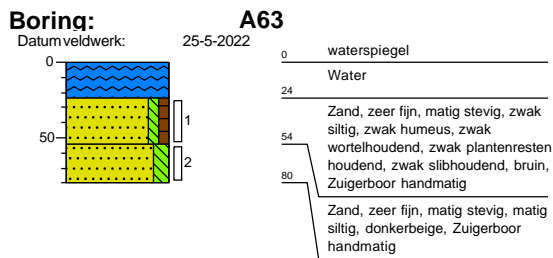 Boring: A63
Datum veldwerk: 25-5-2022
0
50
1
2
0 waterspiegel
Water
24
Zand, zeer fijn, matig stevig, zwak
siltig, zwak humeus, zwak
wortelhoudend, zwak plantenresten
houdend, zwak slibhoudend, bruin,
Zuigerboor handmatig
54
80
Zand, zeer fijn, matig stevig, matig
siltig, donkerbeige, Zuigerboor
handmatig